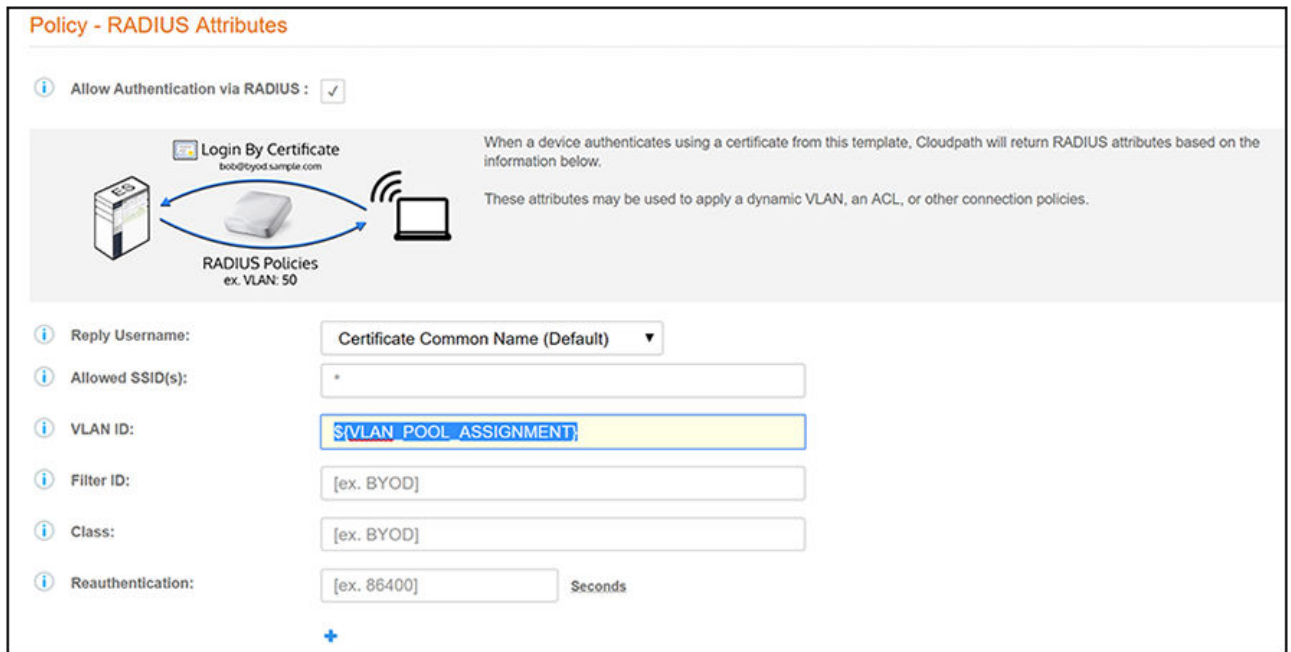 Policy - RADIUS Attributes
Allow Authentication via RADIUS :
Login By Certificate
bob@byod.sample.com
ES
RADIUS Policies
ex. VLAN: 50
When a device authenticates using a certificate from this template, Cloudpath will return RADIUS attributes based on the
information below.
These attributes may be used to apply a dynamic VLAN, an ACL, or other connection policies.
Reply Username: Certificate Common Name (Default)
Allowed SSID(s): *
VLAN ID: ${VLAN_POOL_ASSIGNMENT}
Filter ID: [ex. BYOD]
Class: [ex. BYOD]
Reauthentication: [ex. 86400] Seconds